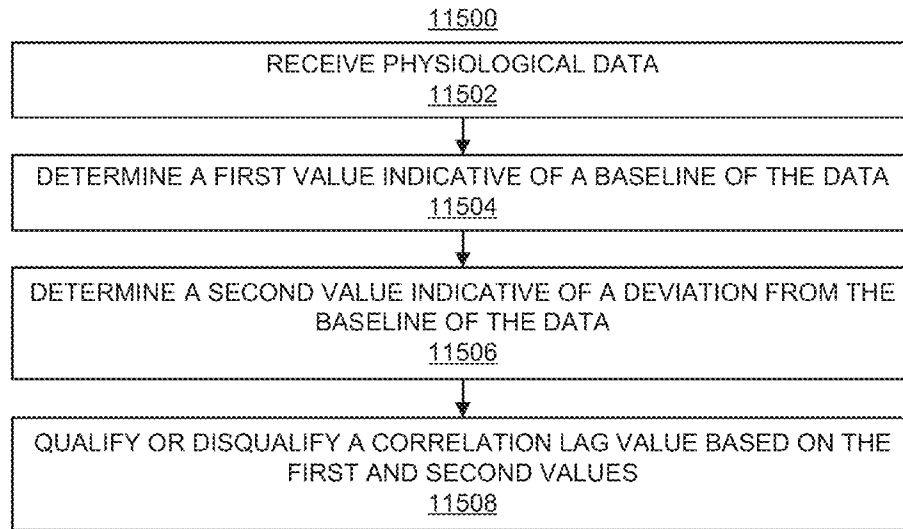 11500
RECEIVE PHYSIOLOGICAL DATA
11502
DETERMINE A FIRST VALUE INDICATIVE OF A BASELINE OF THE DATA
11504
DETERMINE A SECOND VALUE INDICATIVE OF A DEVIATION FROM THE
BASELINE OF THE DATA
11506
QUALIFY OR DISQUALIFY A CORRELATION LAG VALUE BASED ON THE
FIRST AND SECOND VALUES
11508